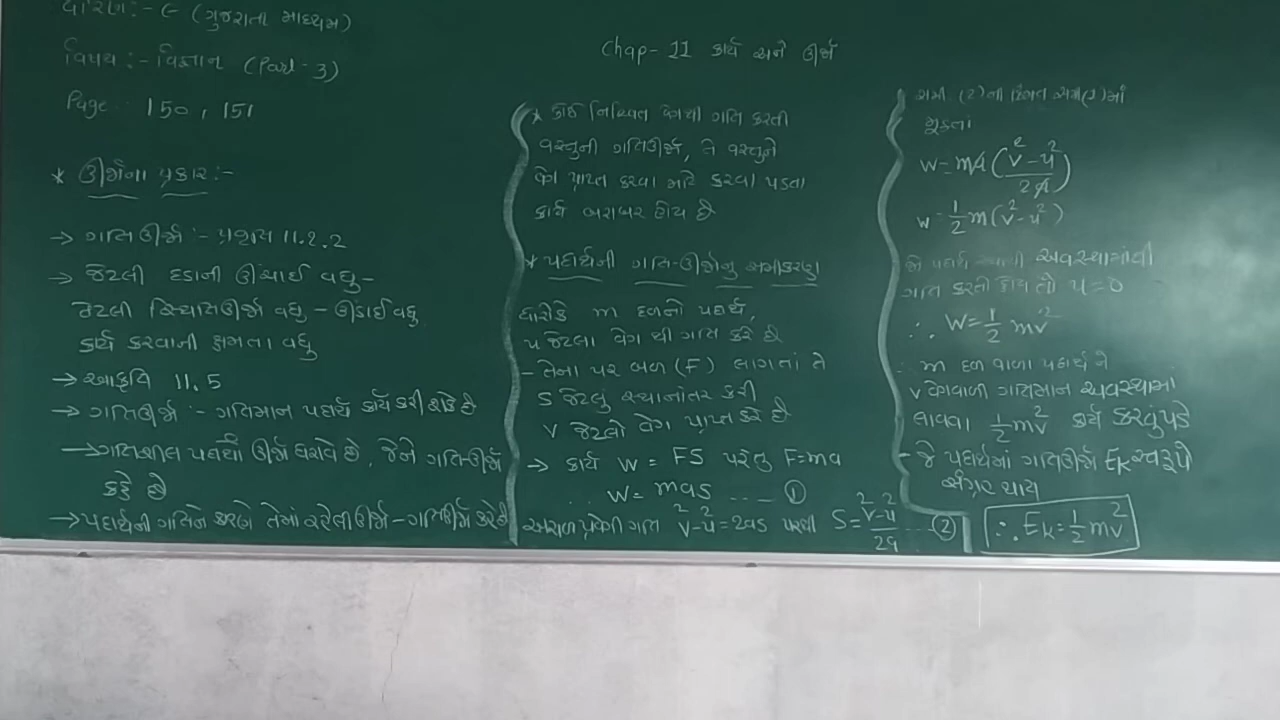 ધોરણ:- ૯ (ગુજરાતી માધ્યમ)
વિષય :- વિજ્ઞાન (Part-3)
Page : 150, 151
* ઊર્જાના પ્રકાર:-
→ ગતિઊર્જા :- પ્રવૃત્તિ 11.2.2
→ જેટલી દડાની ઊંચાઈ વધુ -
તેટલી સ્થિતિઊર્જા વધુ - ઊંડાઈ વધુ
કાર્ય કરવાની ક્ષમતા વધુ
→ આકૃતિ 11.5
→ ગતિઊર્જા :- ગતિમાન પદાર્થ કાર્ય કરી શકે છે
→ ગતિશીલ પદાર્થો ઊર્જા ધરાવે છે, જેને ગતિ-ઊર્જા
કહે છે
→ પદાર્થની ગતિને કારણે તેમાં રહેલી ઊર્જા - ગતિઊર્જા કહે છે
Chap- 11 કાર્ય અને ઊર્જા
* કોઈ નિશ્ચિત વેગથી ગતિ કરતી
વસ્તુની ગતિઊર્જા, તે વસ્તુને
વેગ પ્રાપ્ત કરવા માટે કરવા પડતા
કાર્ય બરાબર હોય છે
* પદાર્થની ગતિ-ઊર્જાનું સમીકરણ
ધારોકે m દળનો પદાર્થ,
u જેટલા વેગ થી ગતિ કરે છે
- તેના પર બળ (F) લાગતાં તે
S જેટલું સ્થાનાંતર કરી
v જેટલો વેગ પ્રાપ્ત કરે છે
→ કાર્ય W = FS પરંતુ F=ma
∴ W= mas ---- ①
ગતિ v²-u²=2as પરથી S= v²-u²/2a ---- ②
સમી (2)ની કિંમત સમી(1)માં
મૂકતાં
W= ma(v²-u²/2a)
W= ½ m(v²-u²)
જો પદાર્થ સ્થાયી અવસ્થામાંથી
ગતિ કરતો હોય તો u=0
∴ W= ½ mv²
∴ m દળ વાળા પદાર્થ ને
v વેગવાળી ગતિમાન અવસ્થામાં
લાવવા ½ mv² કાર્ય કરવું પડે
- જે પદાર્થમાં ગતિઊર્જા Ek સ્વરૂપે
સંગ્રહ થાય
∴ Ek= ½ mv²